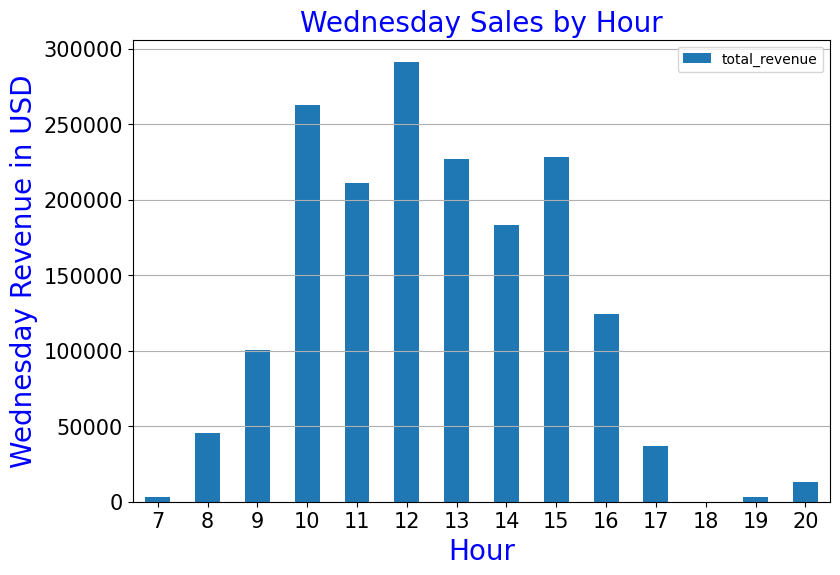 Wednesday Sales by Hour
total_revenue
Wednesday Revenue in USD
300000
250000
200000
150000
100000
50000
0
7 8 9 10 11 12 13 14 15 16 17 18 19 20
Hour